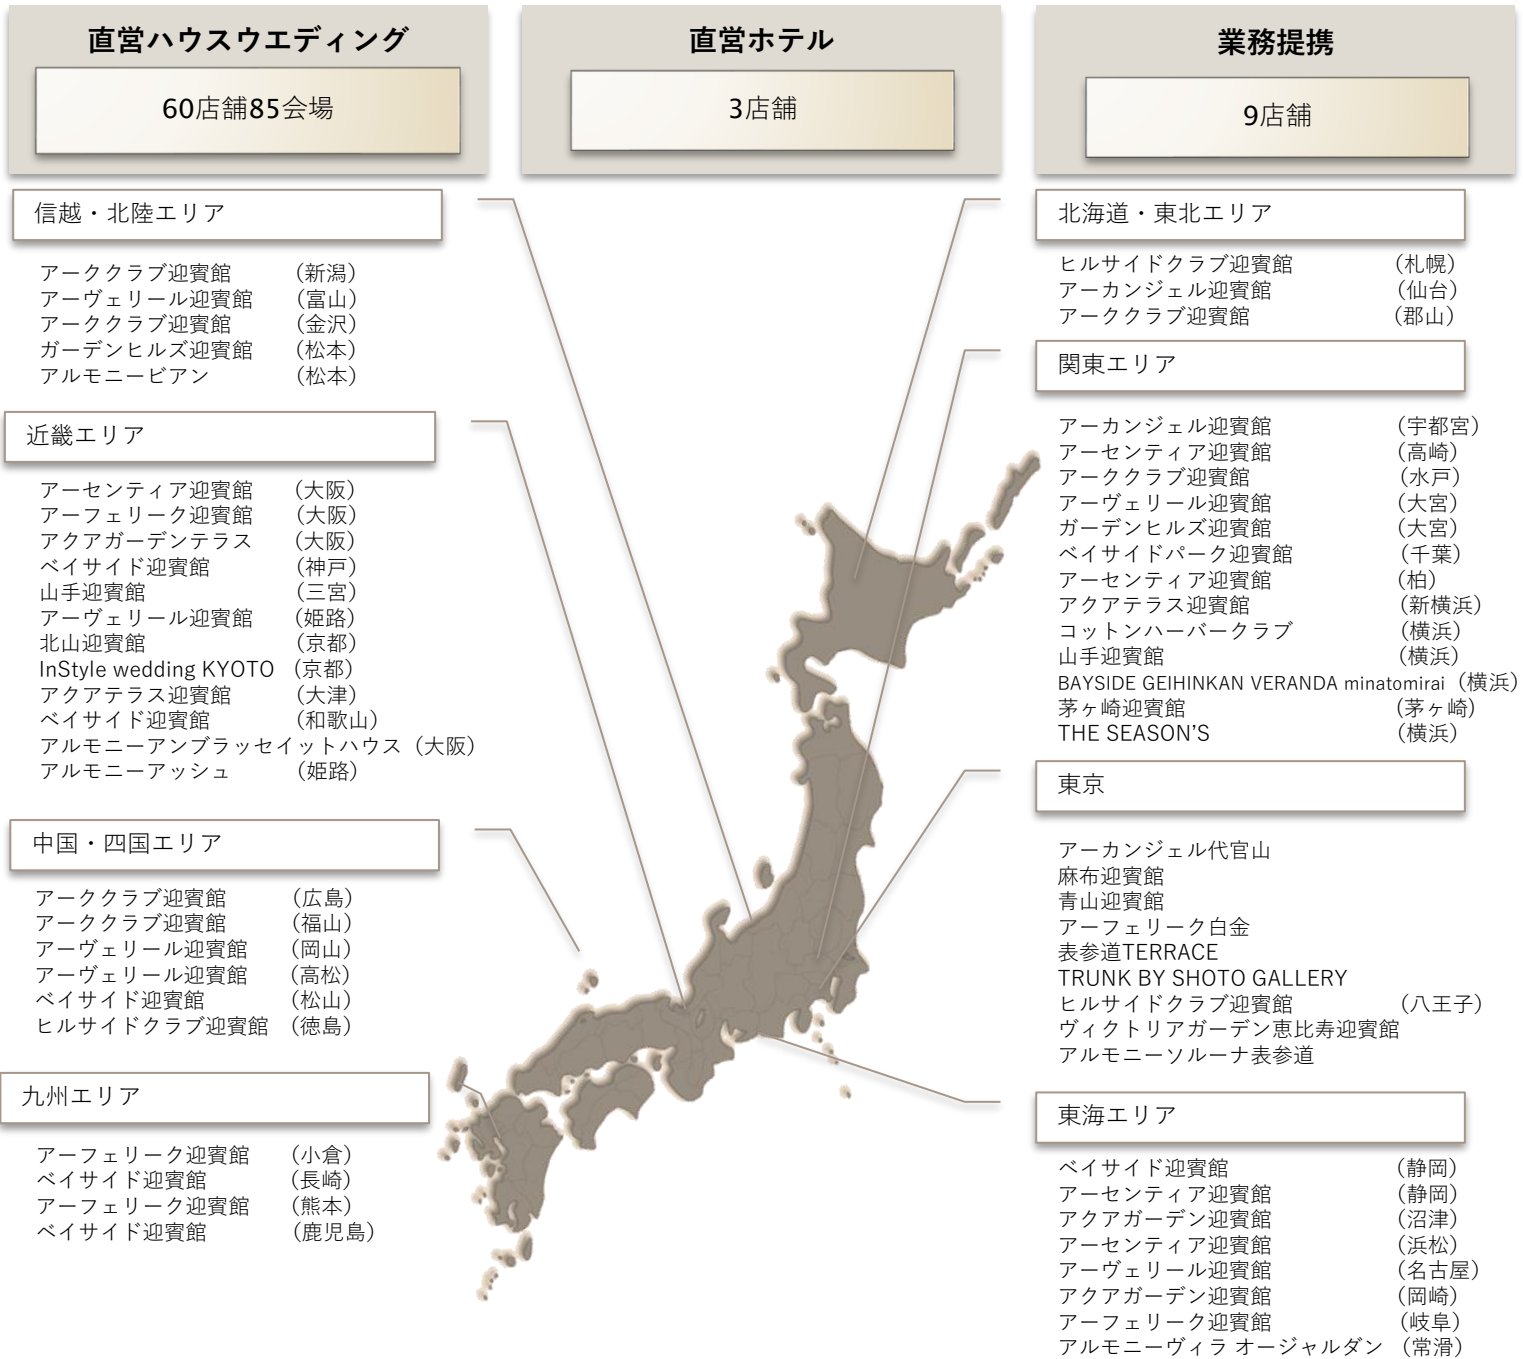 直営ハウスウエディング
60店舗85会場
直営ホテル
3店舗
業務提携
9店舗
信越・北陸エリア
アーククラブ迎賓館 (新潟)
アーヴェリール迎賓館 (富山)
アーククラブ迎賓館 (金沢)
ガーデンヒルズ迎賓館 (松本)
アルモニービアン (松本)
近畿エリア
アーセンティア迎賓館 (大阪)
アーフェリーク迎賓館 (大阪)
アクアガーデンテラス (大阪)
ベイサイド迎賓館 (神戸)
山手迎賓館 (三宮)
アーヴェリール迎賓館 (姫路)
北山迎賓館 (京都)
InStyle wedding KYOTO (京都)
アクアテラス迎賓館 (大津)
ベイサイド迎賓館 (和歌山)
アルモニーアンブラッセイットハウス (大阪)
アルモニーアッシュ (姫路)
中国・四国エリア
アーククラブ迎賓館 (広島)
アーククラブ迎賓館 (福山)
アーヴェリール迎賓館 (岡山)
アーヴェリール迎賓館 (高松)
ベイサイド迎賓館 (松山)
ヒルサイドクラブ迎賓館 (徳島)
九州エリア
アーフェリーク迎賓館 (小倉)
ベイサイド迎賓館 (長崎)
アーフェリーク迎賓館 (熊本)
ベイサイド迎賓館 (鹿児島)
北海道・東北エリア
ヒルサイドクラブ迎賓館 (札幌)
アーカンジェル迎賓館 (仙台)
アーククラブ迎賓館 (郡山)
関東エリア
アーカンジェル迎賓館 (宇都宮)
アーセンティア迎賓館 (高崎)
アーククラブ迎賓館 (水戸)
アーヴェリール迎賓館 (大宮)
ガーデンヒルズ迎賓館 (大宮)
ベイサイドパーク迎賓館 (千葉)
アーセンティア迎賓館 (柏)
アクアテラス迎賓館 (新横浜)
コットンハーバークラブ (横浜)
山手迎賓館 (横浜)
BAYSIDE GEIHINKAN VERANDA minatomirai (横浜)
茅ヶ崎迎賓館 (茅ヶ崎)
THE SEASON'S (横浜)
東京
アーカンジェル代官山
麻布迎賓館
青山迎賓館
アーフェリーク白金
表参道TERRACE
TRUNK BY SHOTO GALLERY
ヒルサイドクラブ迎賓館 (八王子)
ヴィクトリアガーデン恵比寿迎賓館
アルモニーソルーナ表参道
東海エリア
ベイサイド迎賓館 (静岡)
アーセンティア迎賓館 (静岡)
アクアガーデン迎賓館 (沼津)
アーセンティア迎賓館 (浜松)
アーヴェリール迎賓館 (名古屋)
アクアガーデン迎賓館 (岡崎)
アーフェリーク迎賓館 (岐阜)
アルモニーヴィラ オージャルダン (常滑)